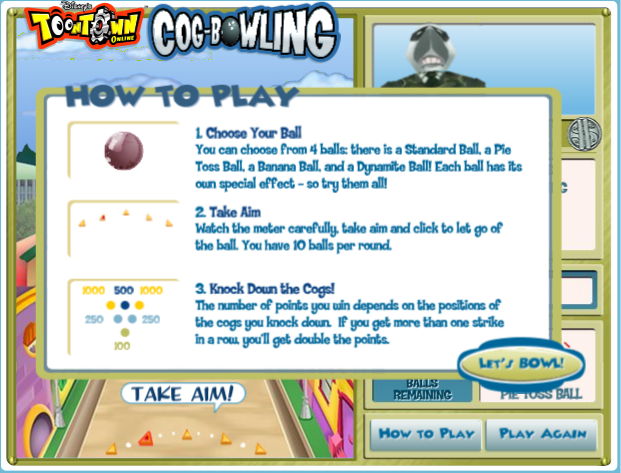 Disney's
TOONTOWN
ONLINE
COG-BOWLING
HOW TO PLAY
1. Choose Your Ball
You can choose from 4 balls: there is a Standard Ball, a Pie
Toss Ball, a Banana Ball, and a Dynamite Ball! Each ball has its
own special effect - so try them all!
2. Take Aim
Watch the meter carefully, take aim and click to let go of
the ball. You have 10 balls per round.
1000 500 1000
250 250
100
3. Knock Down the Cogs!
The number of points you win depends on the positions of
the cogs you knock down. If you get more than one strike
in a row, you'll get double the points.
LET'S BOWL!
TAKE AIM!
BALLS
REMAINING
PIE TOSS BALL
HOW TO PLAY
PLAY AGAIN